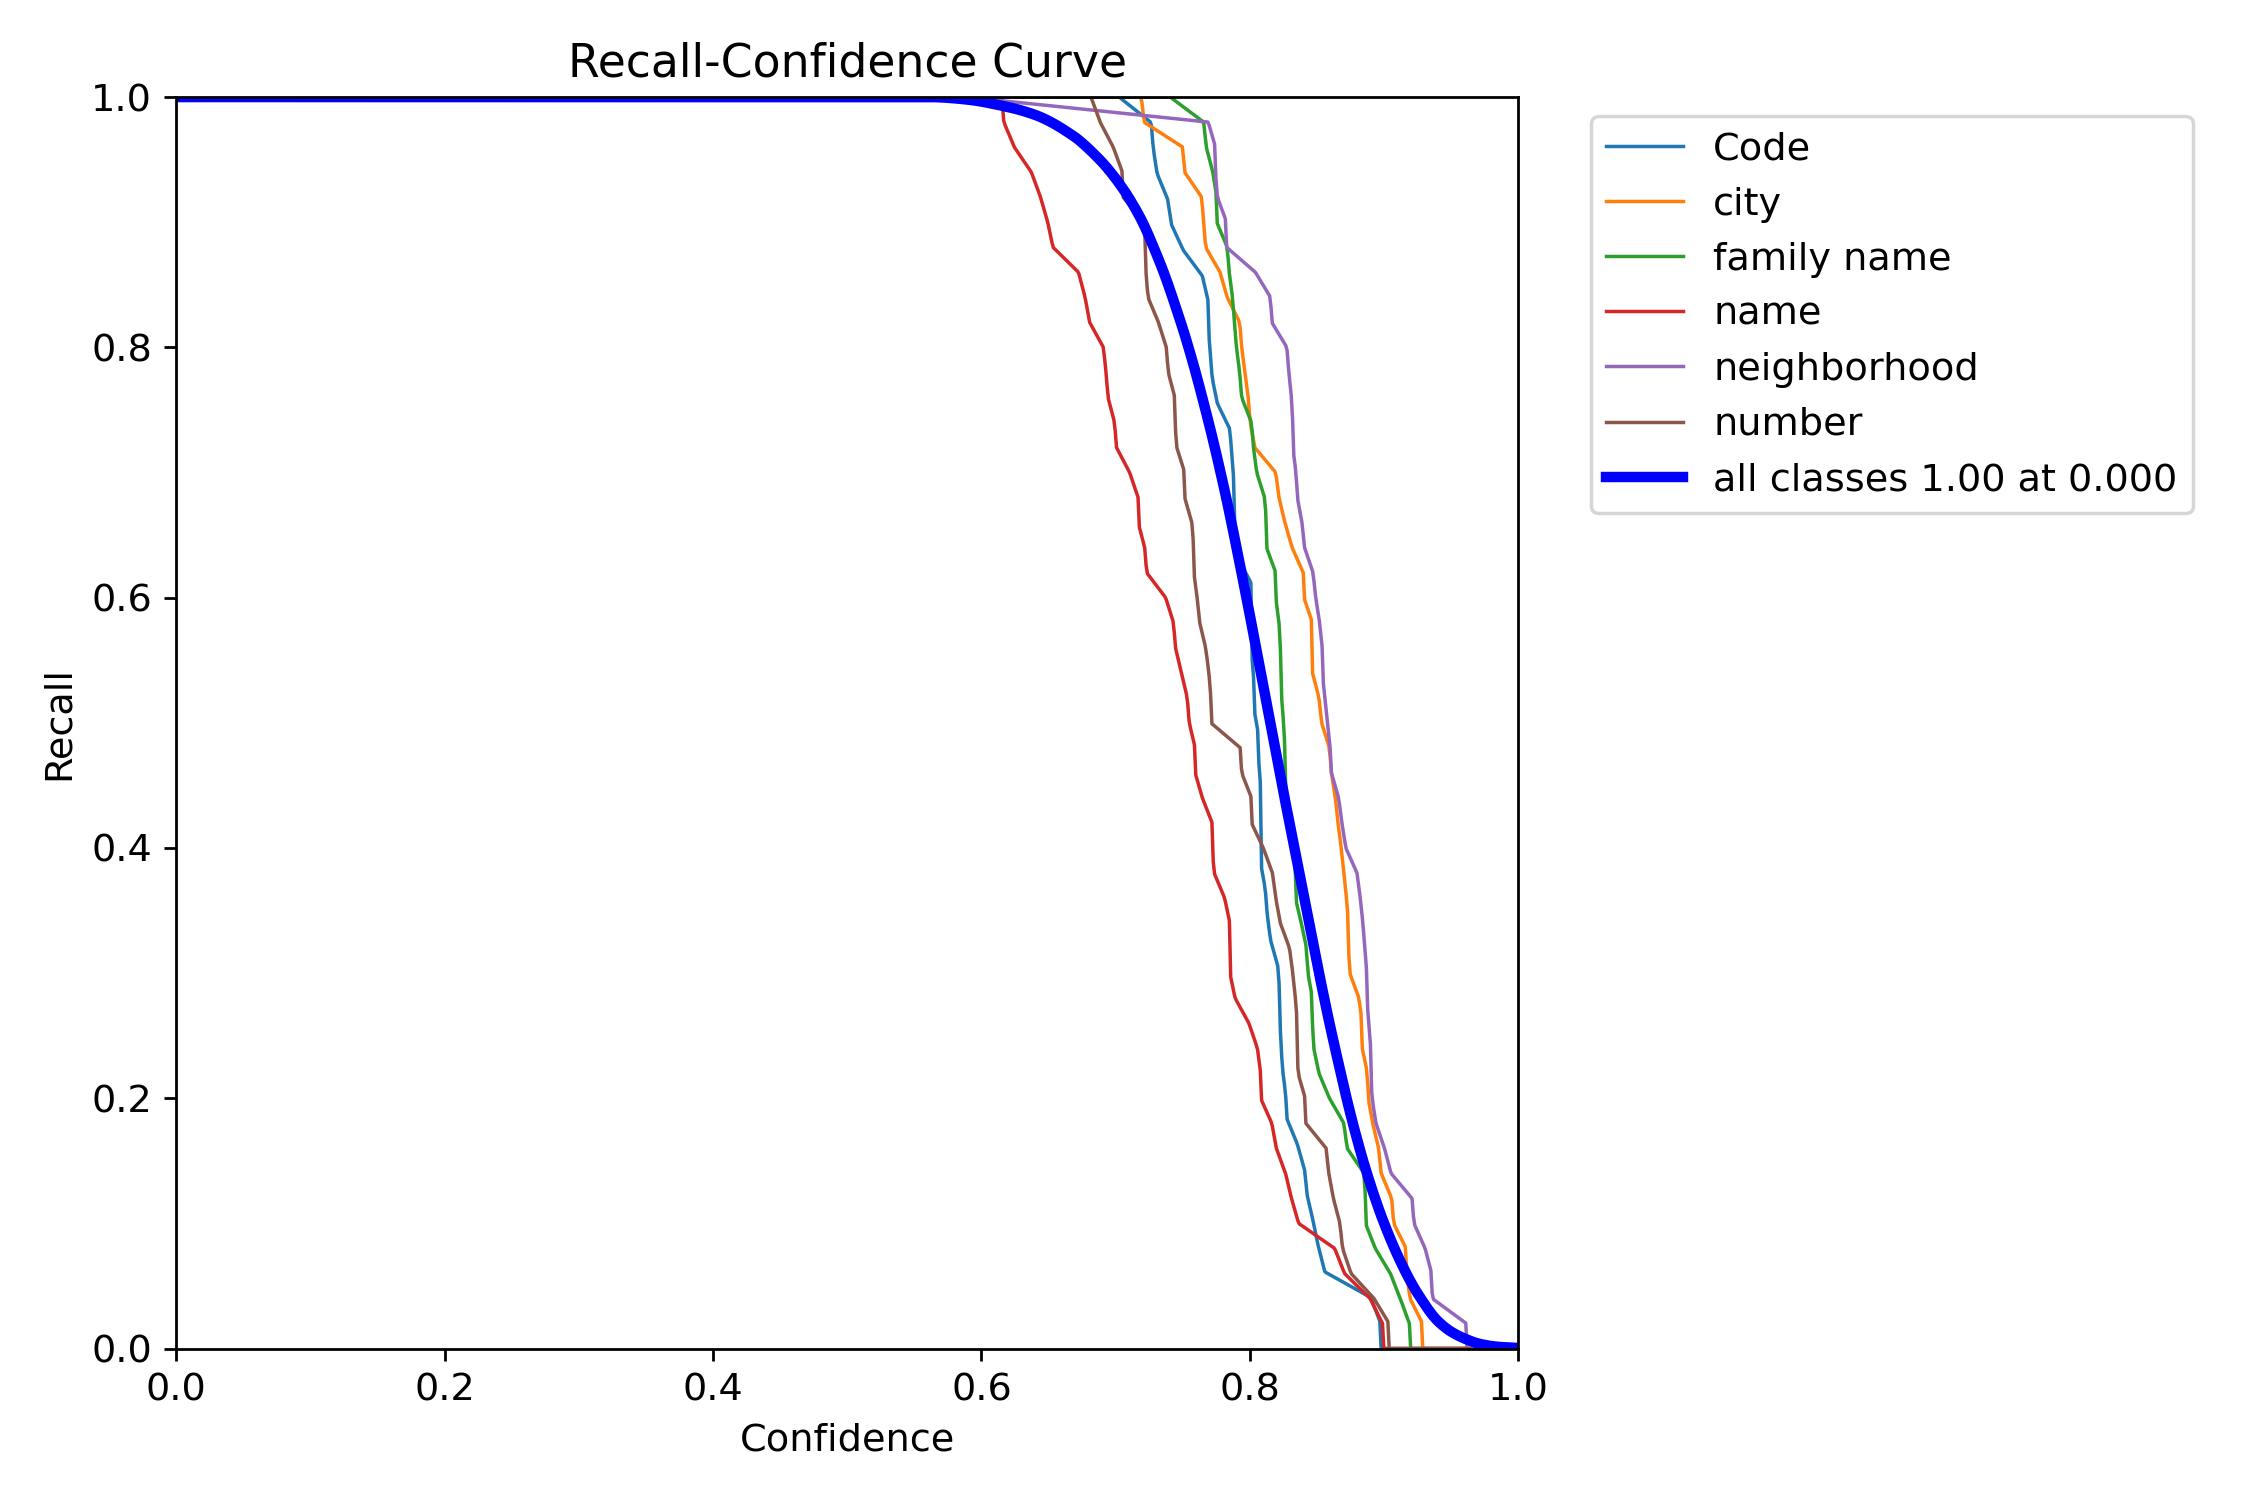 Recall-Confidence Curve
1.0
0.8
0.6
0.4
0.2
0.0
Recall
0.0 0.2 0.4 0.6 0.8 1.0
Confidence
Code
city
family name
name
neighborhood
number
all classes 1.00 at 0.000